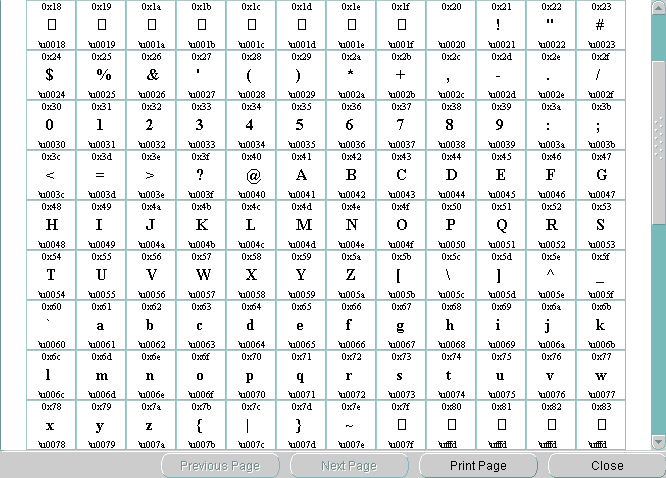 0x18 0x19 0x1a 0x1b 0x1c 0x1d 0x1e 0x1f 0x20 0x21 0x22 0x23
□ □ □ □ □ □ □ □ ! " #
\u0018 \u0019 \u001a \u001b \u001c \u001d \u001e \u001f \u0020 \u0021 \u0022 \u0023
0x24 0x25 0x26 0x27 0x28 0x29 0x2a 0x2b 0x2c 0x2d 0x2e 0x2f
$ % & ' ( ) * + , - . /
\u0024 \u0025 \u0026 \u0027 \u0028 \u0029 \u002a \u002b \u002c \u002d \u002e \u002f
0x30 0x31 0x32 0x33 0x34 0x35 0x36 0x37 0x38 0x39 0x3a 0x3b
0 1 2 3 4 5 6 7 8 9 : ;
\u0030 \u0031 \u0032 \u0033 \u0034 \u0035 \u0036 \u0037 \u0038 \u0039 \u003a \u003b
0x3c 0x3d 0x3e 0x3f 0x40 0x41 0x42 0x43 0x44 0x45 0x46 0x47
< = > ? @ A B C D E F G
\u003c \u003d \u003e \u003f \u0040 \u0041 \u0042 \u0043 \u0044 \u0045 \u0046 \u0047
0x48 0x49 0x4a 0x4b 0x4c 0x4d 0x4e 0x4f 0x50 0x51 0x52 0x53
H I J K L M N O P Q R S
\u0048 \u0049 \u004a \u004b \u004c \u004d \u004e \u004f \u0050 \u0051 \u0052 \u0053
0x54 0x55 0x56 0x57 0x58 0x59 0x5a 0x5b 0x5c 0x5d 0x5e 0x5f
T U V W X Y Z [ \ ] ^ _
\u0054 \u0055 \u0056 \u0057 \u0058 \u0059 \u005a \u005b \u005c \u005d \u005e \u005f
0x60 0x61 0x62 0x63 0x64 0x65 0x66 0x67 0x68 0x69 0x6a 0x6b
` a b c d e f g h i j k
\u0060 \u0061 \u0062 \u0063 \u0064 \u0065 \u0066 \u0067 \u0068 \u0069 \u006a \u006b
0x6c 0x6d 0x6e 0x6f 0x70 0x71 0x72 0x73 0x74 0x75 0x76 0x77
l m n o p q r s t u v w
\u006c \u006d \u006e \u006f \u0070 \u0071 \u0072 \u0073 \u0074 \u0075 \u0076 \u0077
0x78 0x79 0x7a 0x7b 0x7c 0x7d 0x7e 0x7f 0x80 0x81 0x82 0x83
x y z { | } ~ □ □ □ □ □
\u0078 \u0079 \u007a \u007b \u007c \u007d \u007e \u007f \ufffd \ufffd \ufffd \ufffd
Previous Page Next Page Print Page Close